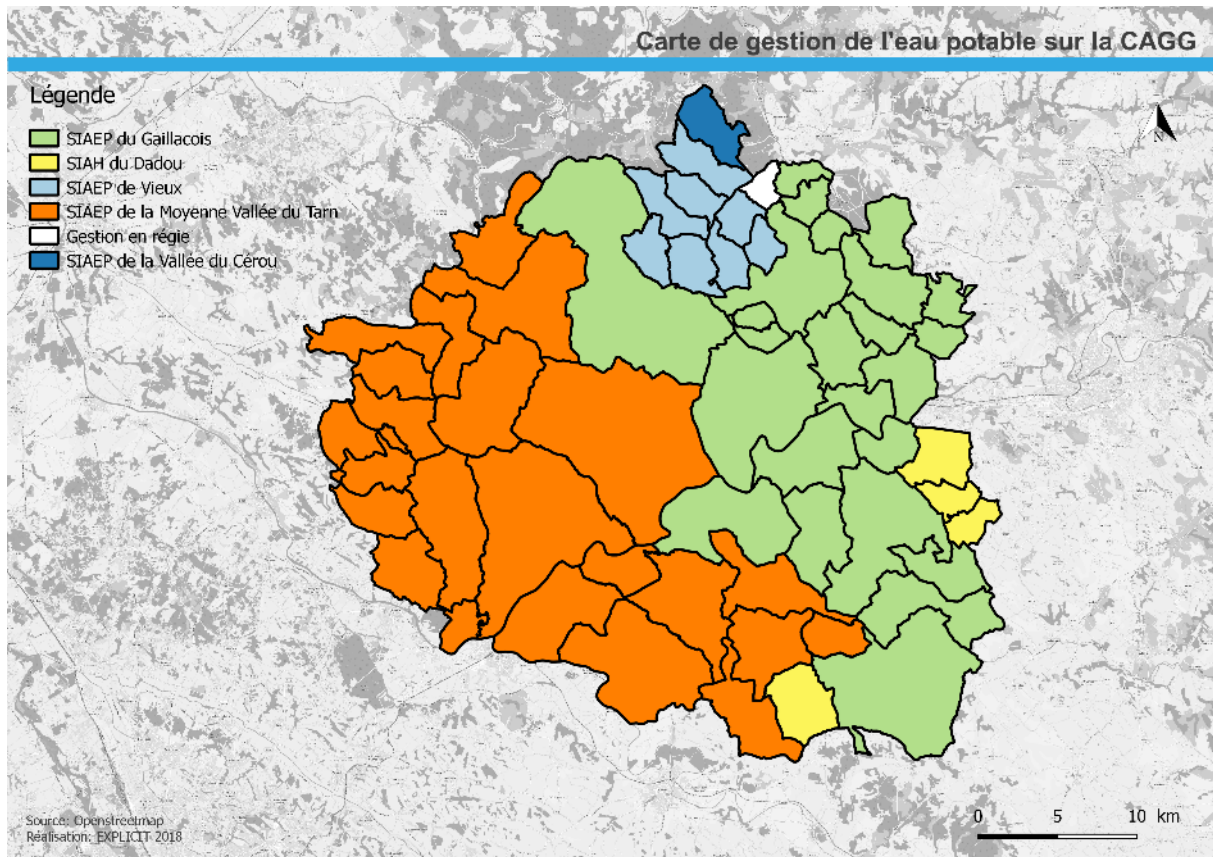 Carte de gestion de l'eau potable sur la CAGG
Légende
SIAEP du Gaillacois
SIAH du Dadou
SIAEP de Vieux
SIAEP de la Moyenne Vallée du Tarn
Gestion en régie
SIAEP de la Vallée du Cérou
N
Source: Openstreetmap
Réalisation: EXPLICIT 2018
0 5 10 km